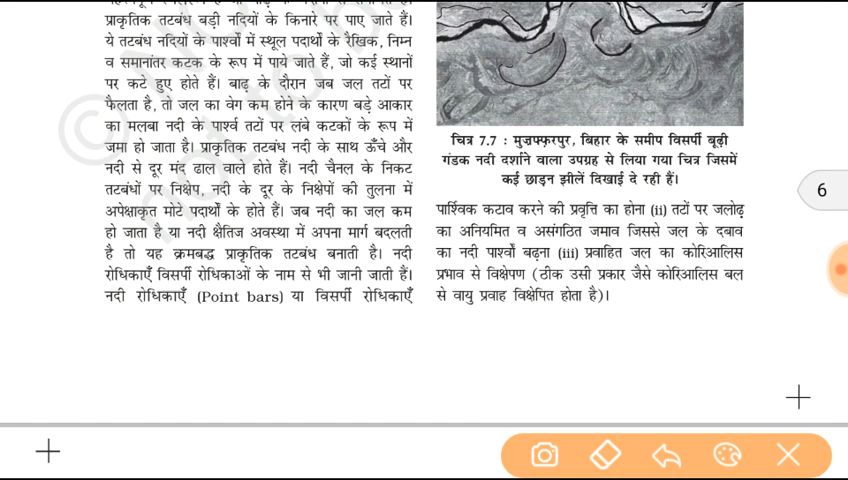 प्राकृतिक तटबंध बड़ी नदियों के किनारे पर पाए जाते हैं।
ये तटबंध नदियों के पार्श्वों में स्थूल पदार्थों के रैखिक, निम्न
व समानांतर कटक के रूप में पाये जाते हैं, जो कई स्थानों
पर कटे हुए होते हैं। बाढ़ के दौरान जब जल तटों पर
फैलता है, तो जल का वेग कम होने के कारण बड़े आकार
का मलबा नदी के पार्श्व तटों पर लंबे कटकों के रूप में
जमा हो जाता है। प्राकृतिक तटबंध नदी के साथ ऊँचे और
नदी से दूर मंद ढाल वाले होते हैं। नदी चैनल के निकट
तटबंधों पर निक्षेप, नदी के दूर के निक्षेपों की तुलना में
अपेक्षाकृत मोटे पदार्थों के होते हैं। जब नदी का जल कम
हो जाता है या नदी क्षैतिज अवस्था में अपना मार्ग बदलती
है तो यह क्रमबद्ध प्राकृतिक तटबंध बनाती है। नदी
रोधिकाएँ विसर्पी रोधिकाओं के नाम से भी जानी जाती हैं।
नदी रोधिकाएँ (Point bars) या विसर्पी रोधिकाएँ
चित्र 7.7 : मुज़फ्फ़रपुर, बिहार के समीप विसर्पी बूढ़ी
गंडक नदी दर्शाने वाला उपग्रह से लिया गया चित्र जिसमें
कई छाड़न झीलें दिखाई दे रही हैं।
पार्श्विक कटाव करने की प्रवृत्ति का होना (ii) तटों पर जलोढ़
का अनियमित व असंगठित जमाव जिससे जल के दबाव
का नदी पार्श्वों बढ़ना (iii) प्रवाहित जल का कोरिआलिस
प्रभाव से विक्षेपण (ठीक उसी प्रकार जैसे कोरिआलिस बल
से वायु प्रवाह विक्षेपित होता है)।
6